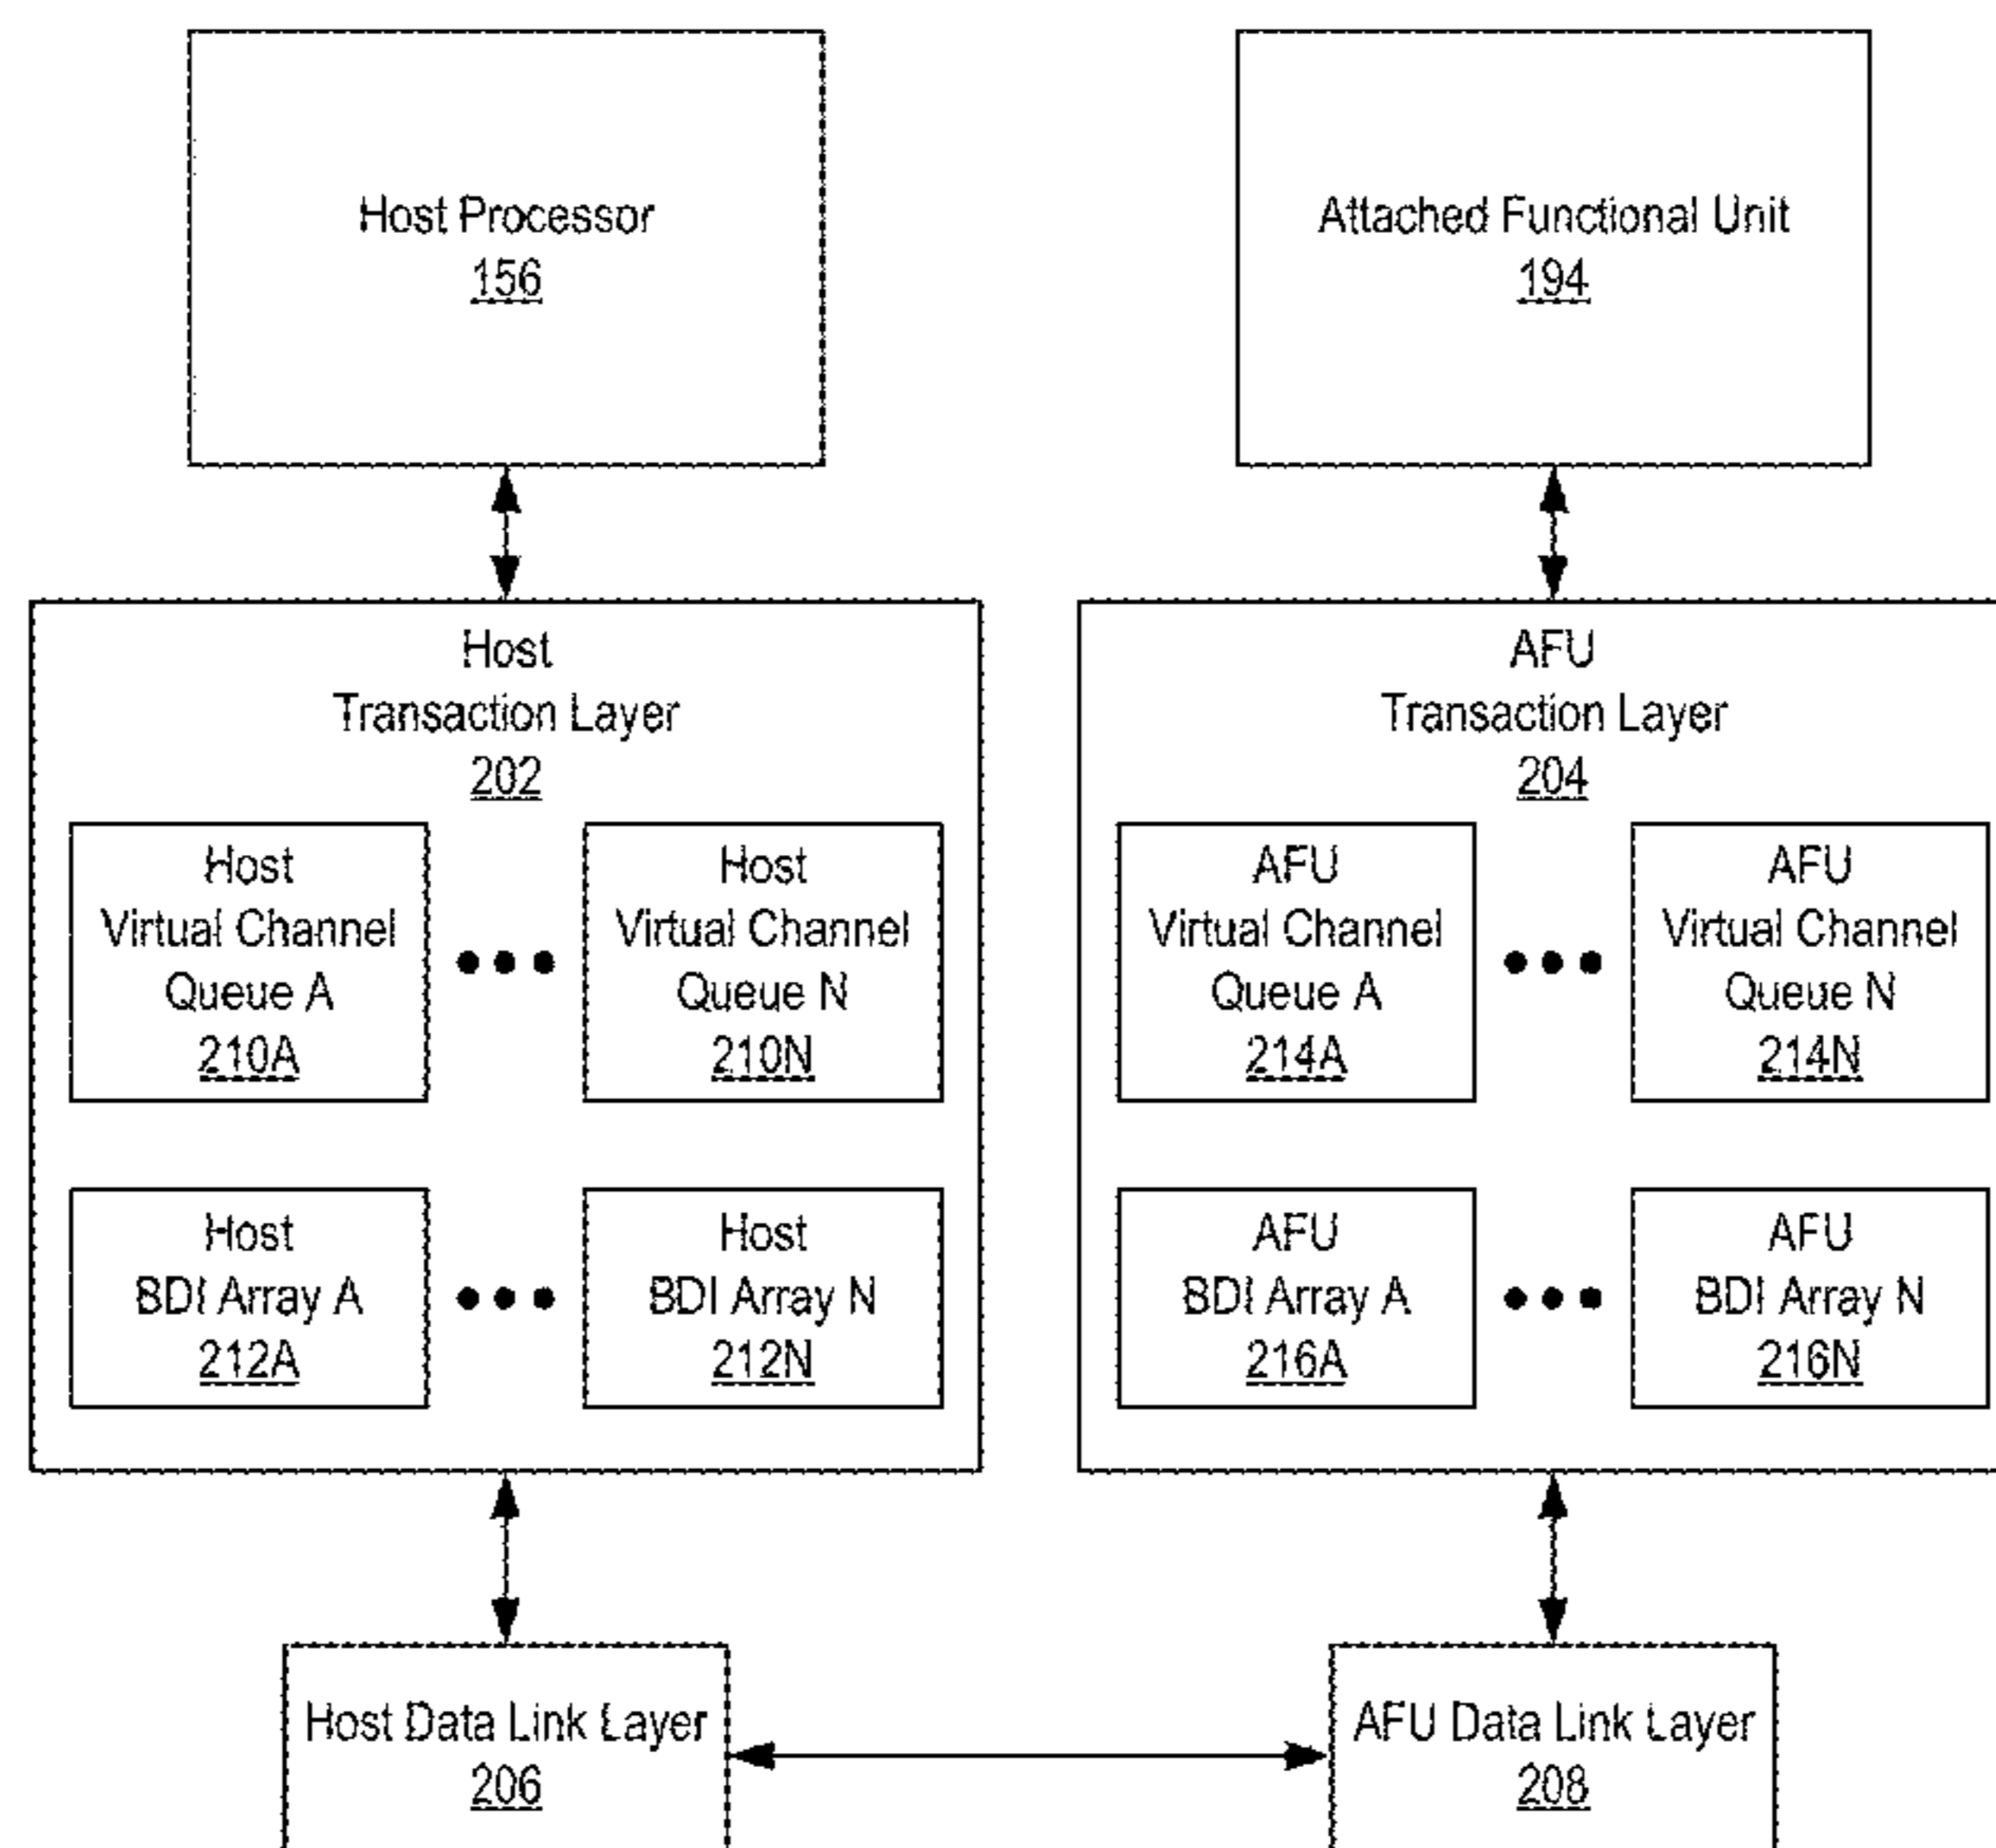 Host Processor
156
Attached Functional Unit
194
Host
Transaction Layer
202
Host
Virtual Channel
Queue A
210A
Host
Virtual Channel
Queue N
210N
Host
BDI Array A
212A
Host
BDI Array N
212N
AFU
Transaction Layer
204
AFU
Virtual Channel
Queue A
214A
AFU
Virtual Channel
Queue N
214N
AFU
BDI Array A
216A
AFU
BDI Array N
216N
Host Data Link Layer
206
AFU Data Link Layer
208